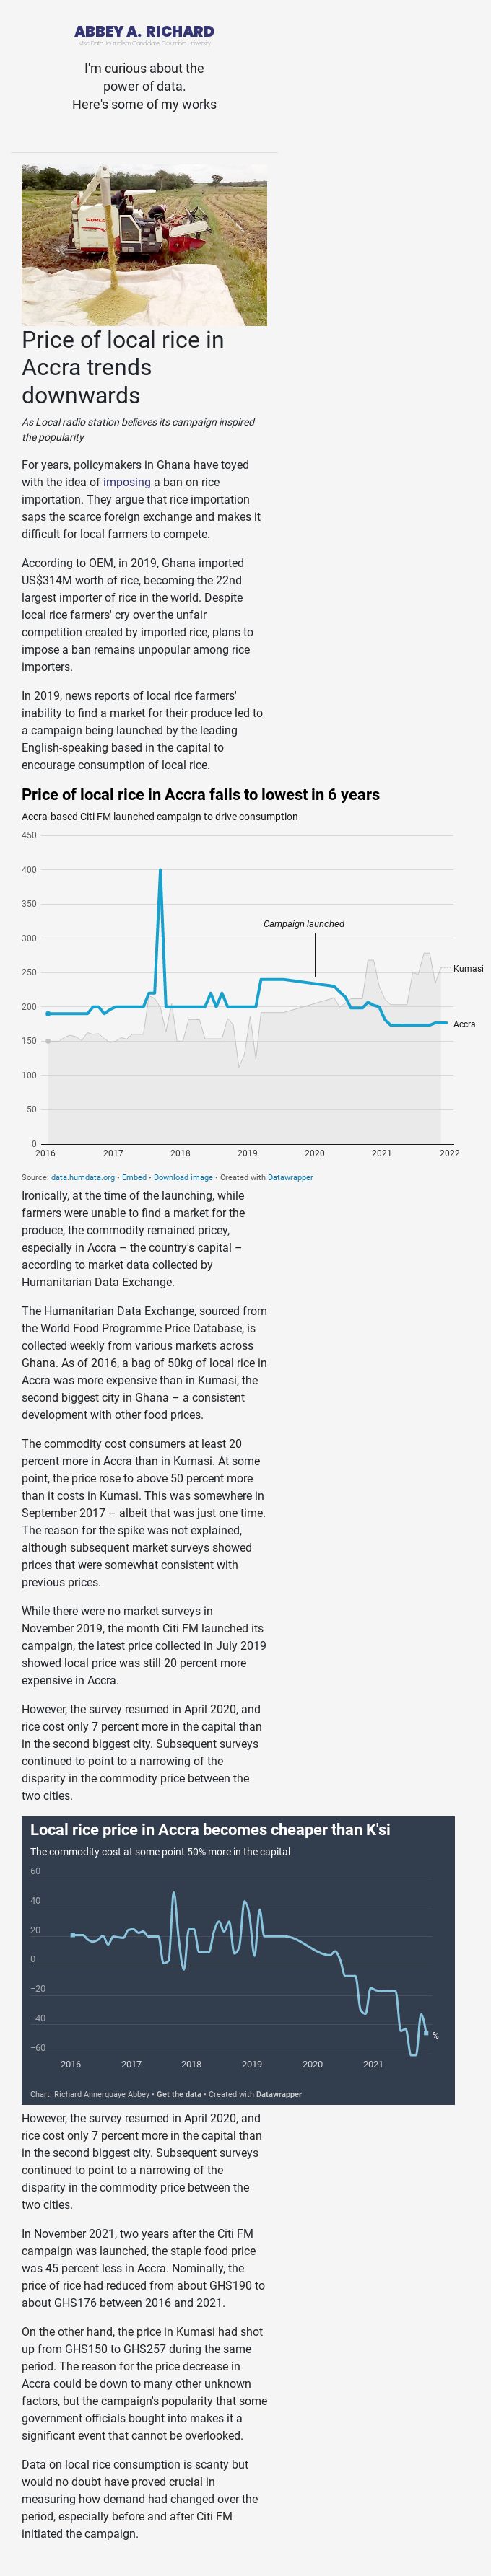 ABBEY A. RICHARD
Msc Data Journalism Candidate, Columbia University
I'm curious about the
power of data.
Here's some of my works
WORLD
Price of local rice in
Accra trends
downwards
As Local radio station believes its campaign inspired
the popularity
For years, policymakers in Ghana have toyed
with the idea of imposing a ban on rice
importation. They argue that rice importation
saps the scarce foreign exchange and makes it
difficult for local farmers to compete.
According to OEM, in 2019, Ghana imported
US$314M worth of rice, becoming the 22nd
largest importer of rice in the world. Despite
local rice farmers' cry over the unfair
competition created by imported rice, plans to
impose a ban remains unpopular among rice
importers.
In 2019, news reports of local rice farmers'
inability to find a market for their produce led to
a campaign being launched by the leading
English-speaking based in the capital to
encourage consumption of local rice.
Price of local rice in Accra falls to lowest in 6 years
Accra-based Citi FM launched campaign to drive consumption
450
400
350
Campaign launched
300
250
Kumasi
200
Accra
150
100
50
0
2016 2017 2018 2019 2020 2021 2022
Source: data.humdata.org • Embed • Download image • Created with Datawrapper
Ironically, at the time of the launching, while
farmers were unable to find a market for the
produce, the commodity remained pricey,
especially in Accra – the country's capital –
according to market data collected by
Humanitarian Data Exchange.
The Humanitarian Data Exchange, sourced from
the World Food Programme Price Database, is
collected weekly from various markets across
Ghana. As of 2016, a bag of 50kg of local rice in
Accra was more expensive than in Kumasi, the
second biggest city in Ghana – a consistent
development with other food prices.
The commodity cost consumers at least 20
percent more in Accra than in Kumasi. At some
point, the price rose to above 50 percent more
than it costs in Kumasi. This was somewhere in
September 2017 – albeit that was just one time.
The reason for the spike was not explained,
although subsequent market surveys showed
prices that were somewhat consistent with
previous prices.
While there were no market surveys in
November 2019, the month Citi FM launched its
campaign, the latest price collected in July 2019
showed local price was still 20 percent more
expensive in Accra.
However, the survey resumed in April 2020, and
rice cost only 7 percent more in the capital than
in the second biggest city. Subsequent surveys
continued to point to a narrowing of the
disparity in the commodity price between the
two cities.
Local rice price in Accra becomes cheaper than K'si
The commodity cost at some point 50% more in the capital
60
40
20
0
−20
−40
%
−60
2016 2017 2018 2019 2020 2021
Chart: Richard Annerquaye Abbey • Get the data • Created with Datawrapper
However, the survey resumed in April 2020, and
rice cost only 7 percent more in the capital than
in the second biggest city. Subsequent surveys
continued to point to a narrowing of the
disparity in the commodity price between the
two cities.
In November 2021, two years after the Citi FM
campaign was launched, the staple food price
was 45 percent less in Accra. Nominally, the
price of rice had reduced from about GHS190 to
about GHS176 between 2016 and 2021.
On the other hand, the price in Kumasi had shot
up from GHS150 to GHS257 during the same
period. The reason for the price decrease in
Accra could be down to many other unknown
factors, but the campaign's popularity that some
government officials bought into makes it a
significant event that cannot be overlooked.
Data on local rice consumption is scanty but
would no doubt have proved crucial in
measuring how demand had changed over the
period, especially before and after Citi FM
initiated the campaign.